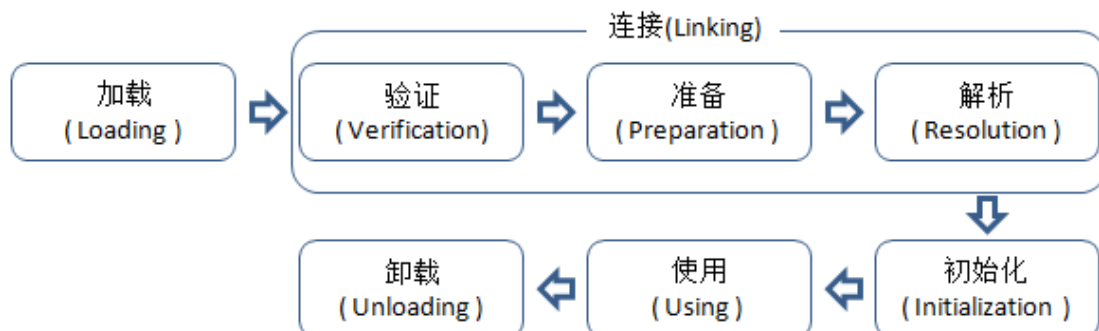 连接(Linking)
加载
( Loading )
验证
( Verification)
准备
( Preparation )
解析
( Resolution )
初始化
( Initialization )
使用
( Using )
卸载
( Unloading )